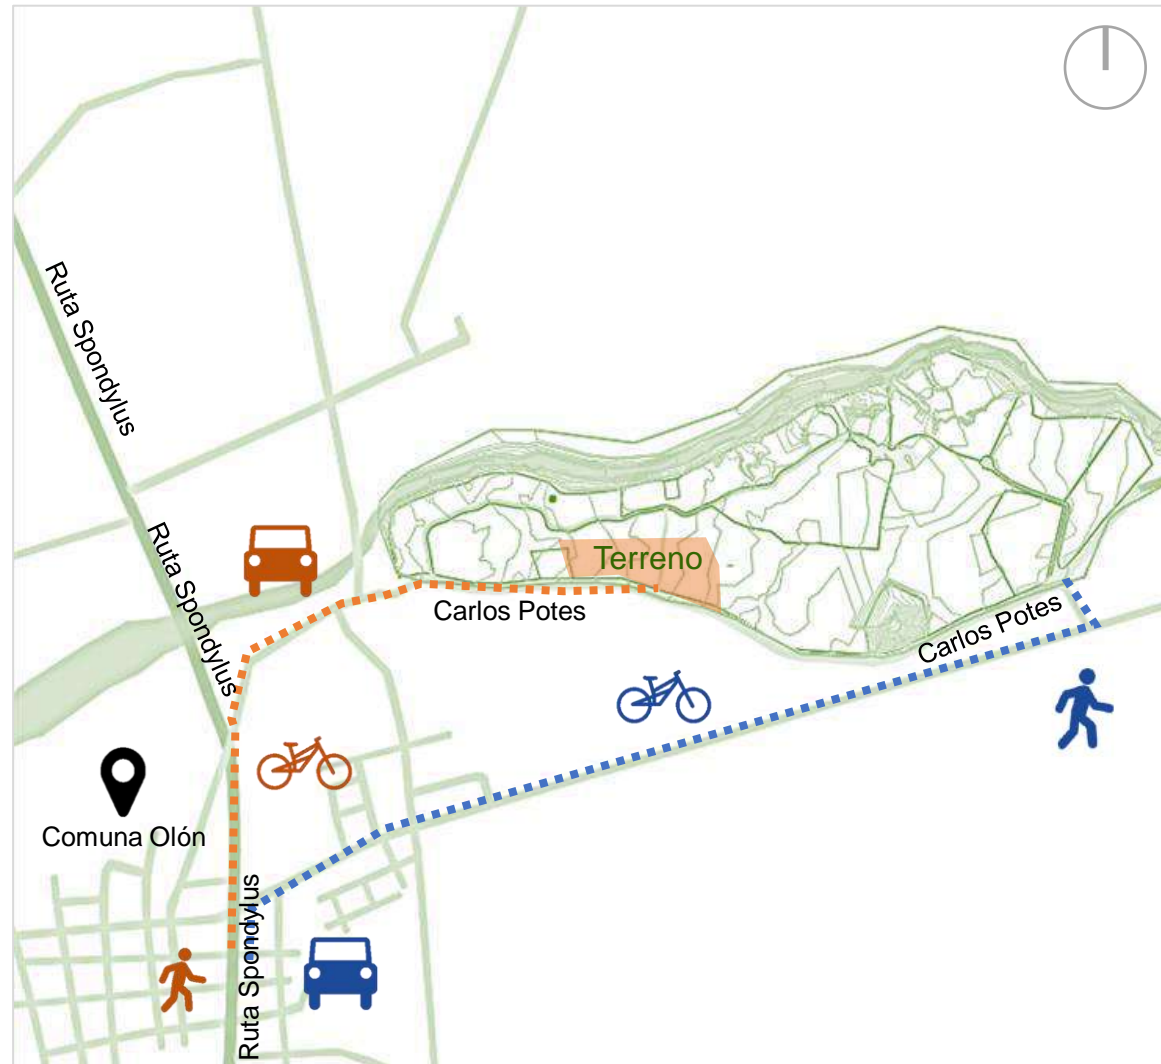 Ruta Spondylus
Ruta Spondylus
Terreno
Carlos Potes
Carlos Potes
Comuna Olón
Ruta Spondylus